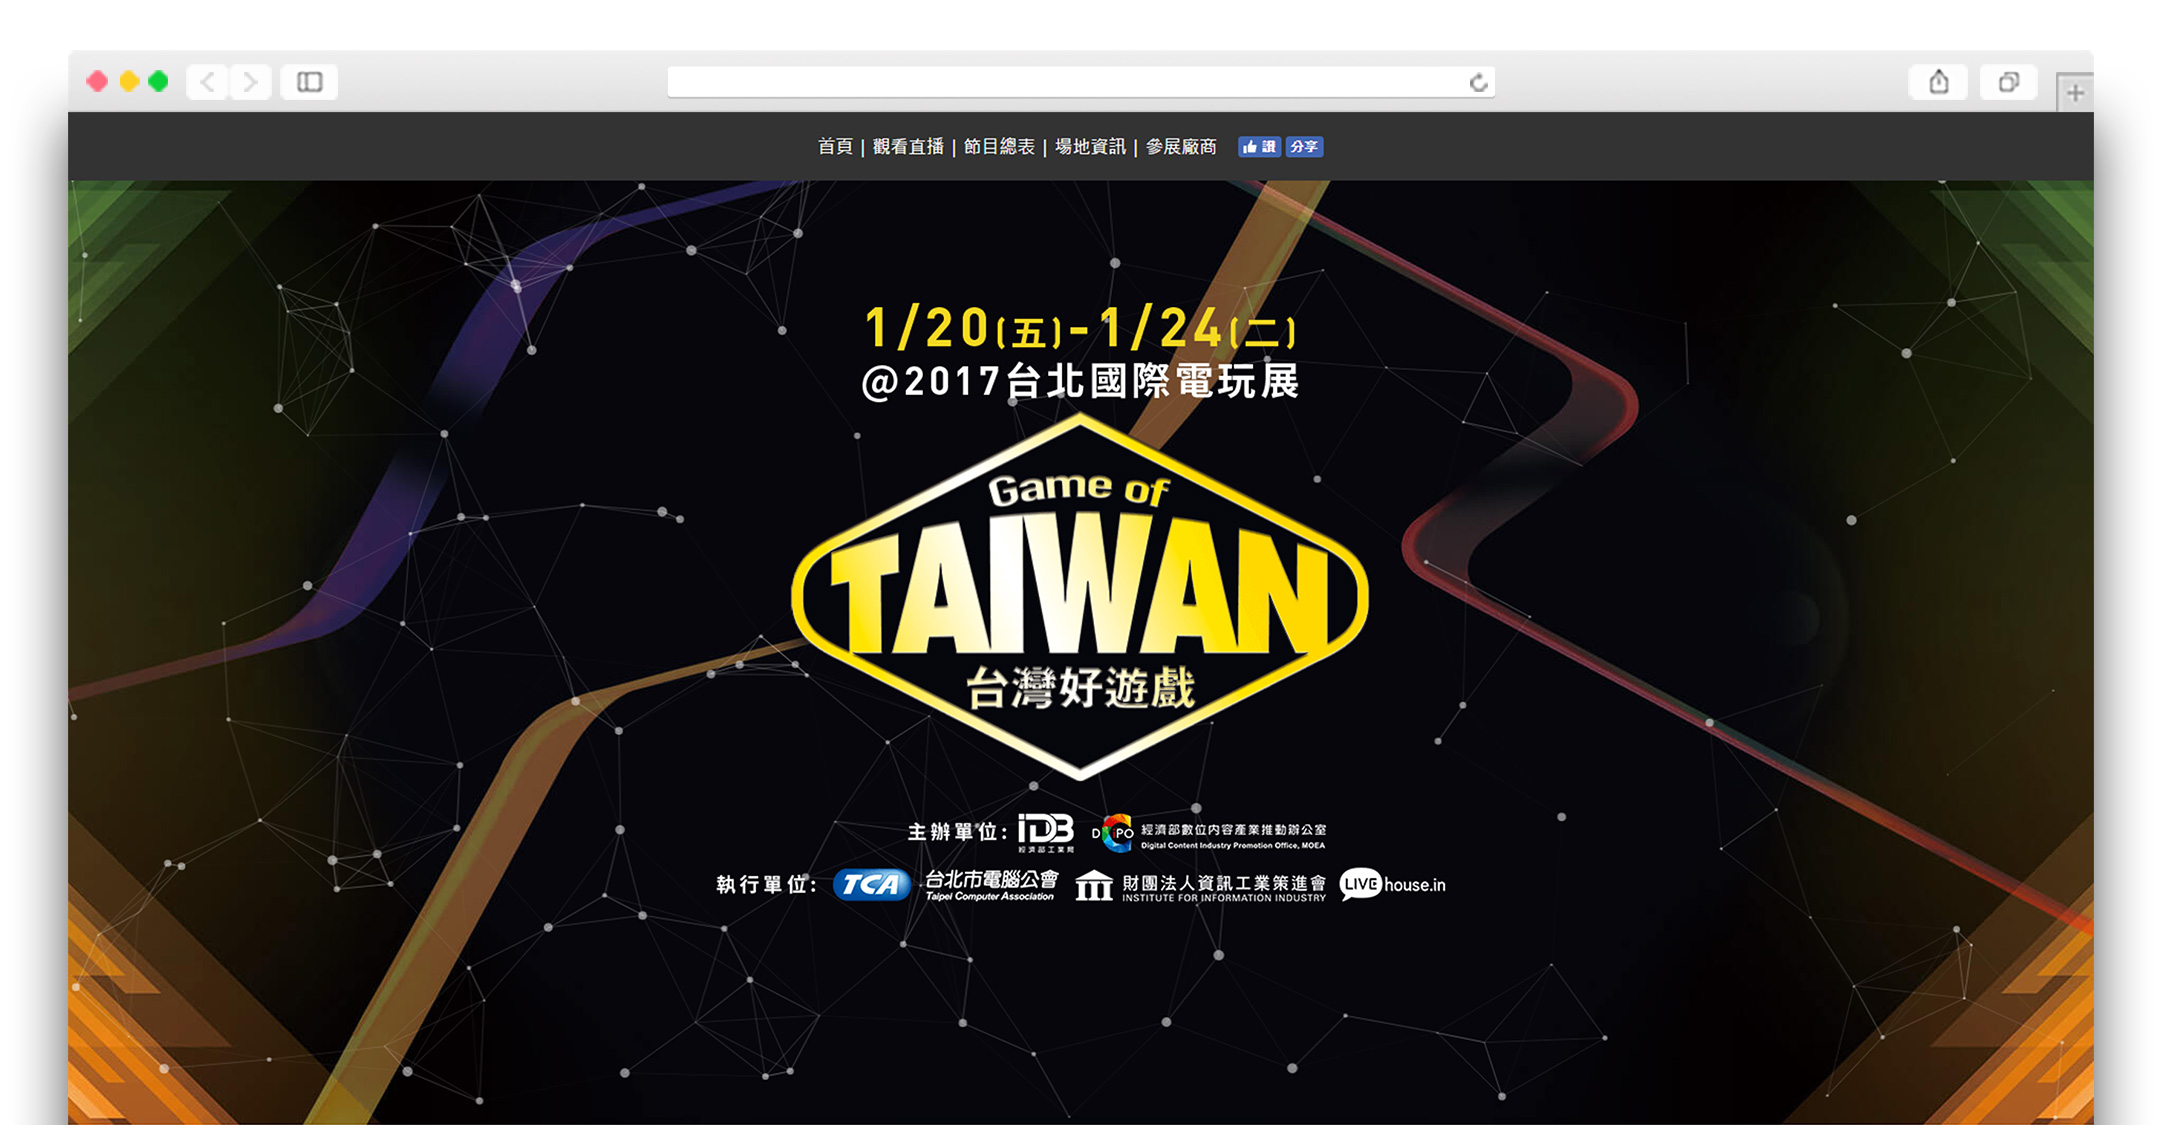 首頁 | 觀看直播 | 節目總表 | 場地資訊 | 參展廠商 讚 分享
1/20(五)-1/24(二)
@2017台北國際電玩展
Game of
TAIWAN
台灣好遊戲
主辦單位: IDB 經濟部工業局 DCIPO 經濟部數位內容產業推動辦公室
Digital Content Industry Promotion Office, MOEA
執行單位: TCA 台北市電腦公會 財團法人資訊工業策進會 LIVE house.in
Taipei Computer Association INSTITUTE FOR INFORMATION INDUSTRY